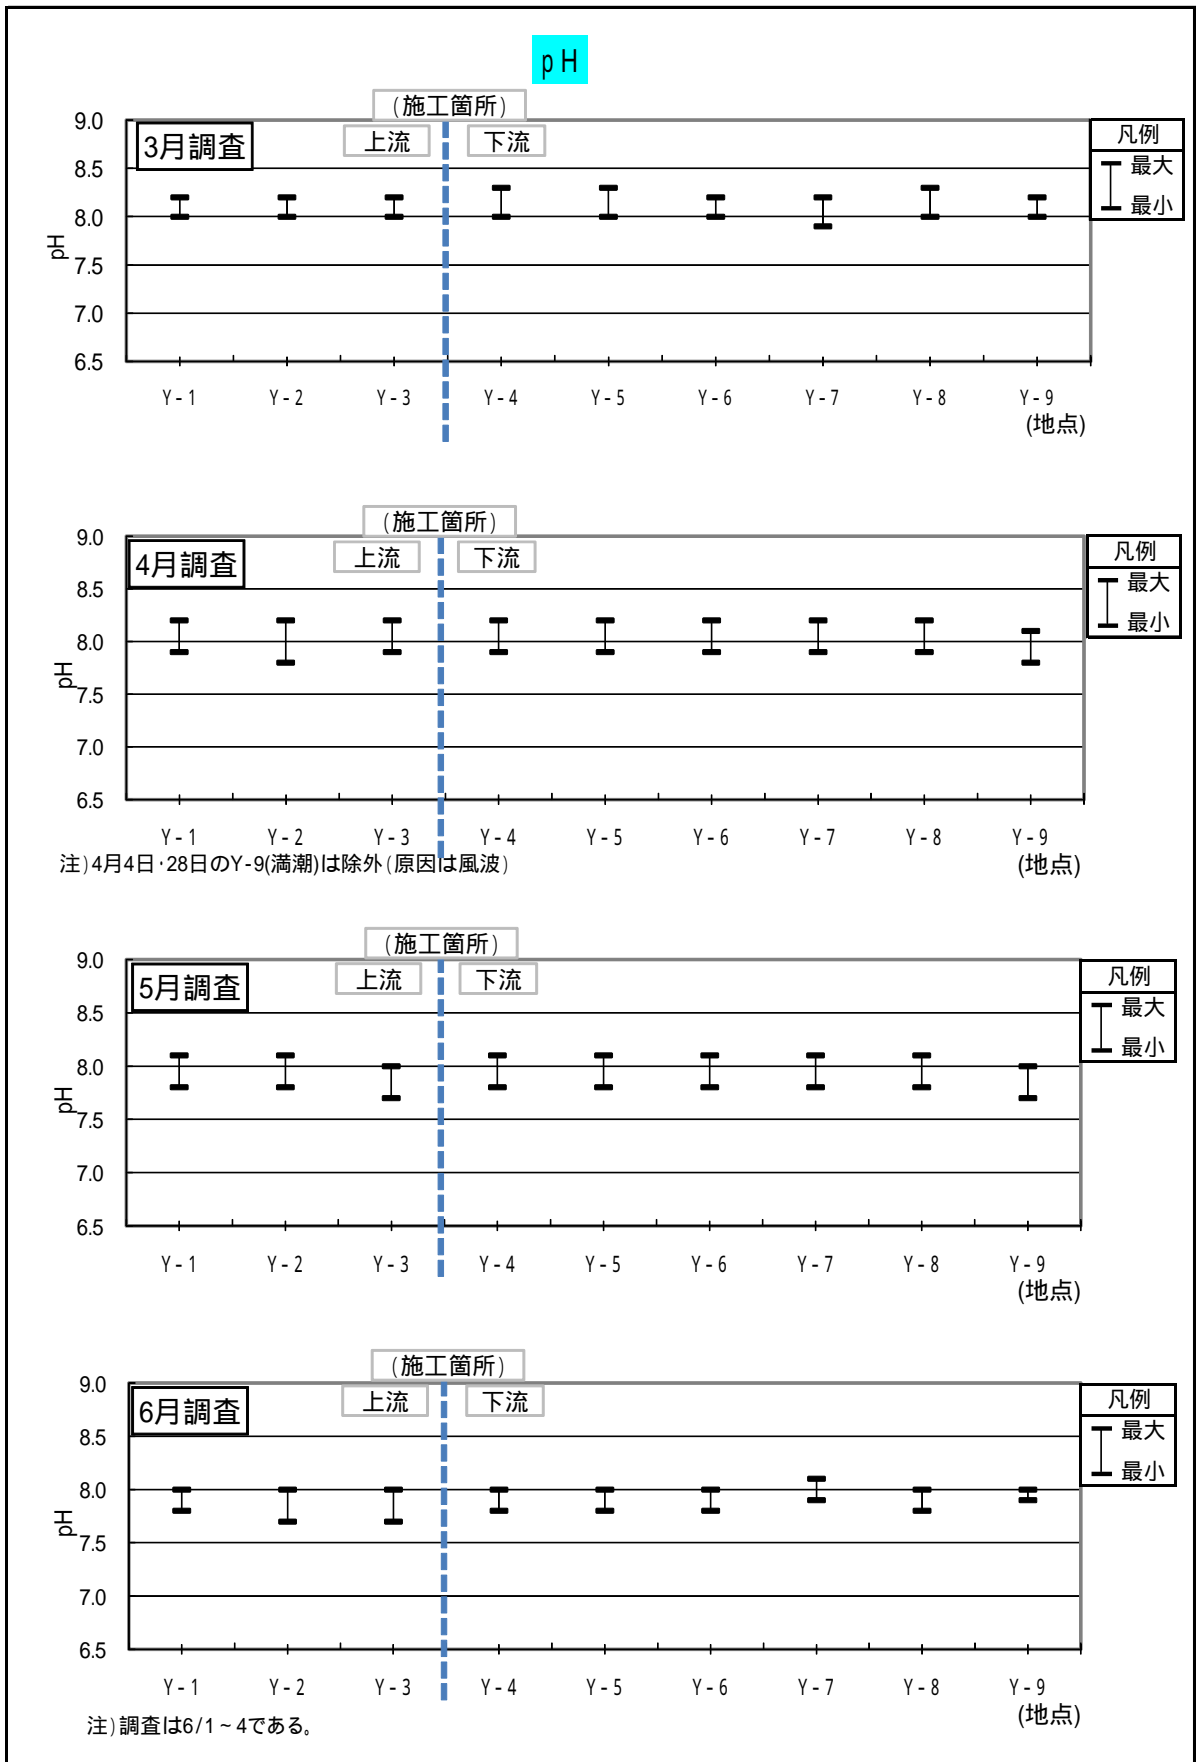 pH
(施工箇所)
3月調査
上流
下流
凡例
最大
最小
9.0
8.5
8.0
7.5
7.0
6.5
pH
Y-1 Y-2 Y-3 Y-4 Y-5 Y-6 Y-7 Y-8 Y-9
(地点)
(施工箇所)
4月調査
上流
下流
凡例
最大
最小
9.0
8.5
8.0
7.5
7.0
6.5
pH
Y-1 Y-2 Y-3 Y-4 Y-5 Y-6 Y-7 Y-8 Y-9
注)4月4日・28日のY-9(満潮)は除外(原因は風波)
(地点)
(施工箇所)
5月調査
上流
下流
凡例
最大
最小
9.0
8.5
8.0
7.5
7.0
6.5
pH
Y-1 Y-2 Y-3 Y-4 Y-5 Y-6 Y-7 Y-8 Y-9
(地点)
(施工箇所)
6月調査
上流
下流
凡例
最大
最小
9.0
8.5
8.0
7.5
7.0
6.5
pH
Y-1 Y-2 Y-3 Y-4 Y-5 Y-6 Y-7 Y-8 Y-9
(地点)
注)調査は6/1~4である。